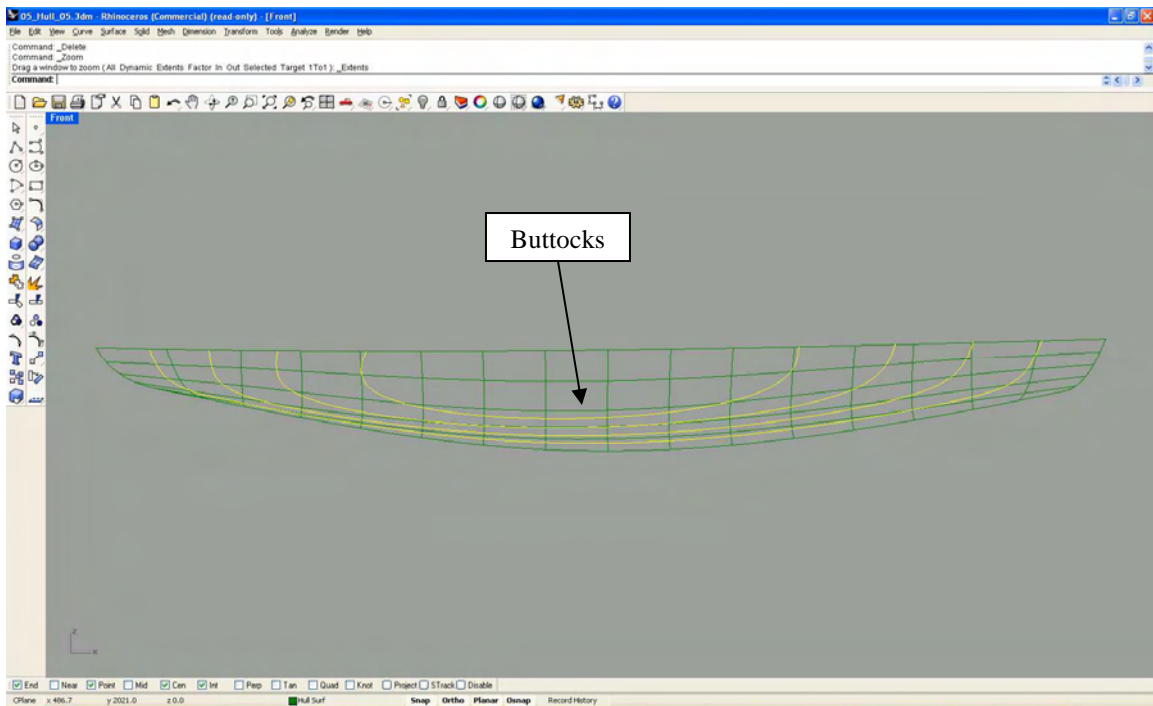 05_Hull_05.3dm - Rhinoceros (Commercial) (read-only) - [Front]
File Edit View Curve Surface Solid Mesh Dimension Transform Tools Analyze Render Help
Command: _Delete
Command: _Zoom
Drag a window to zoom ( All Dynamic Extents Factor In Out Selected Target 1To1 ): _Extents
Command:
Front
Buttocks
z
x
End Near Point Mid Cen Int Perp Tan Quad Knot Project STrack Disable
CPlane x 486.7 y 2021.0 z 0.0 Hull Surf Snap Ortho Planar Osnap Record History